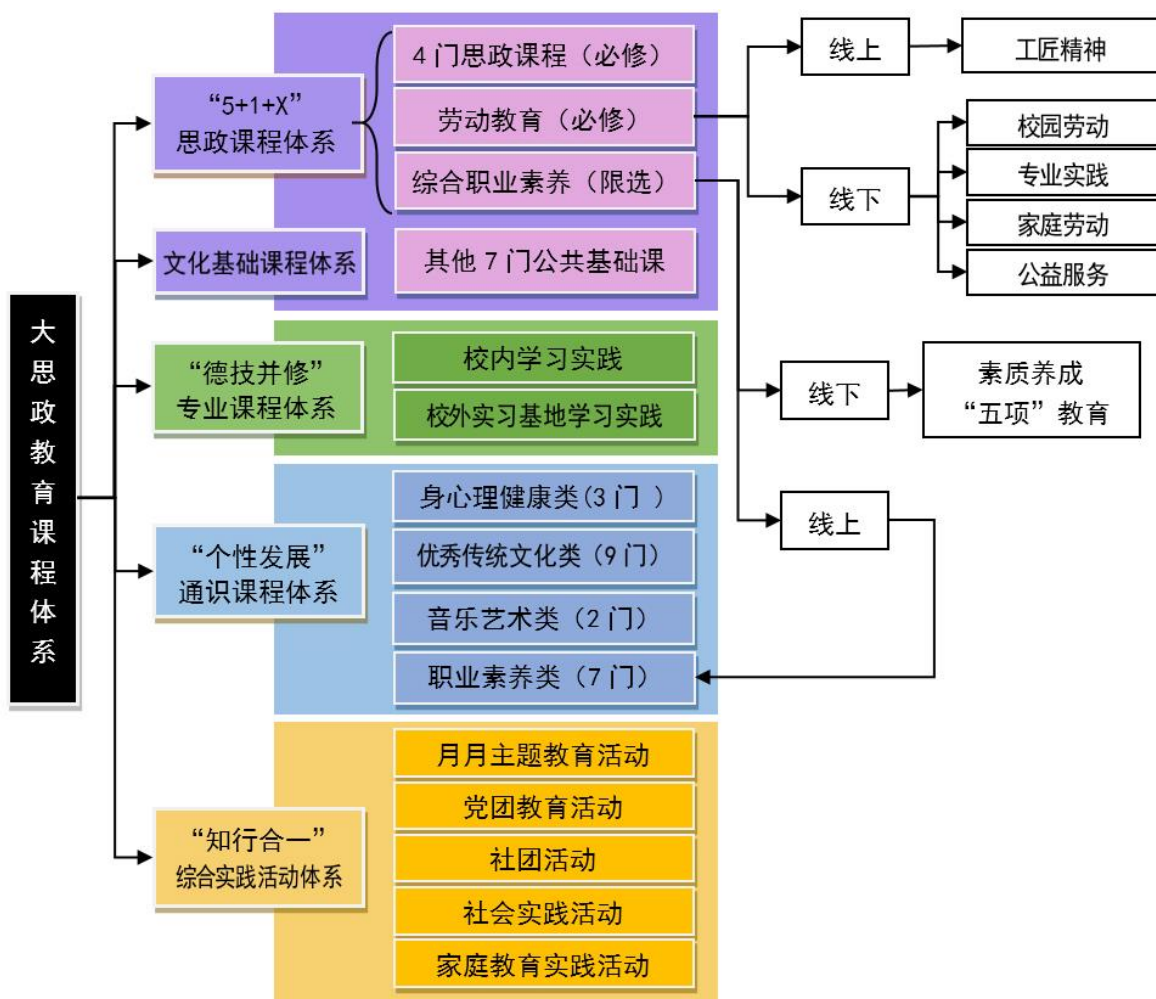 大思政教育课程体系
“5+1+X”
思政课程体系
4 门思政课程（必修）
劳动教育（必修）
综合职业素养（限选）
线上
工匠精神
线下
校园劳动
专业实践
家庭劳动
公益服务
文化基础课程体系
其他 7 门公共基础课
“德技并修”
专业课程体系
校内学习实践
校外实习基地学习实践
线下
素质养成
“五项”教育
线上
“个性发展”
通识课程体系
身心理健康类(3 门 )
优秀传统文化类（9 门）
音乐艺术类（2 门）
职业素养类（7 门）
“知行合一”
综合实践活动体系
月月主题教育活动
党团教育活动
社团活动
社会实践活动
家庭教育实践活动